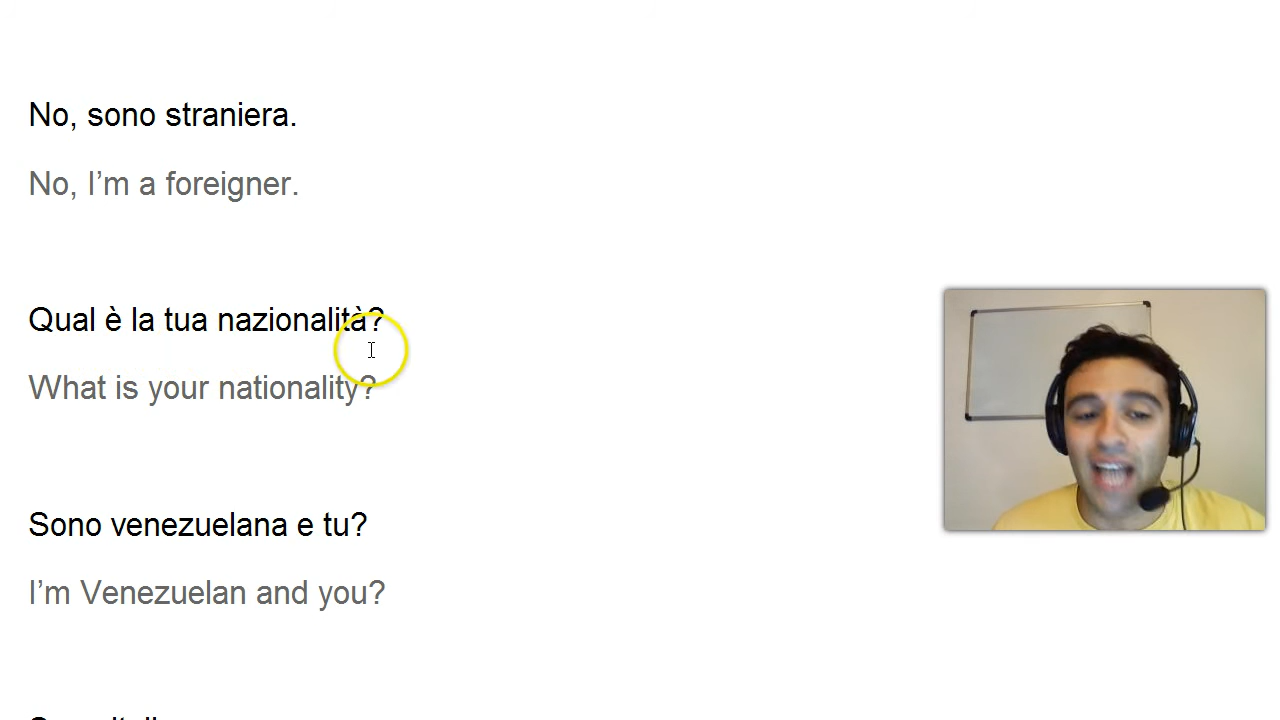 No, sono straniera.
No, I’m a foreigner.
Qual è la tua nazionalità?
What is your nationality?
Sono venezuelana e tu?
I’m Venezuelan and you?